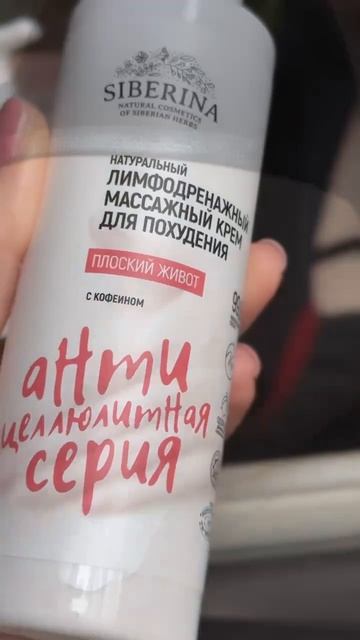 SIBERINA
NATURAL COSMETICS
OF SIBERIAN HERBS
НАТУРАЛЬНЫЙ
ЛИМФОДРЕНАЖНЫЙ
МАССАЖНЫЙ КРЕМ
ДЛЯ ПОХУДЕНИЯ
ПЛОСКИЙ ЖИВОТ
С КОФЕИНОМ
анти
целлюлитная
серия